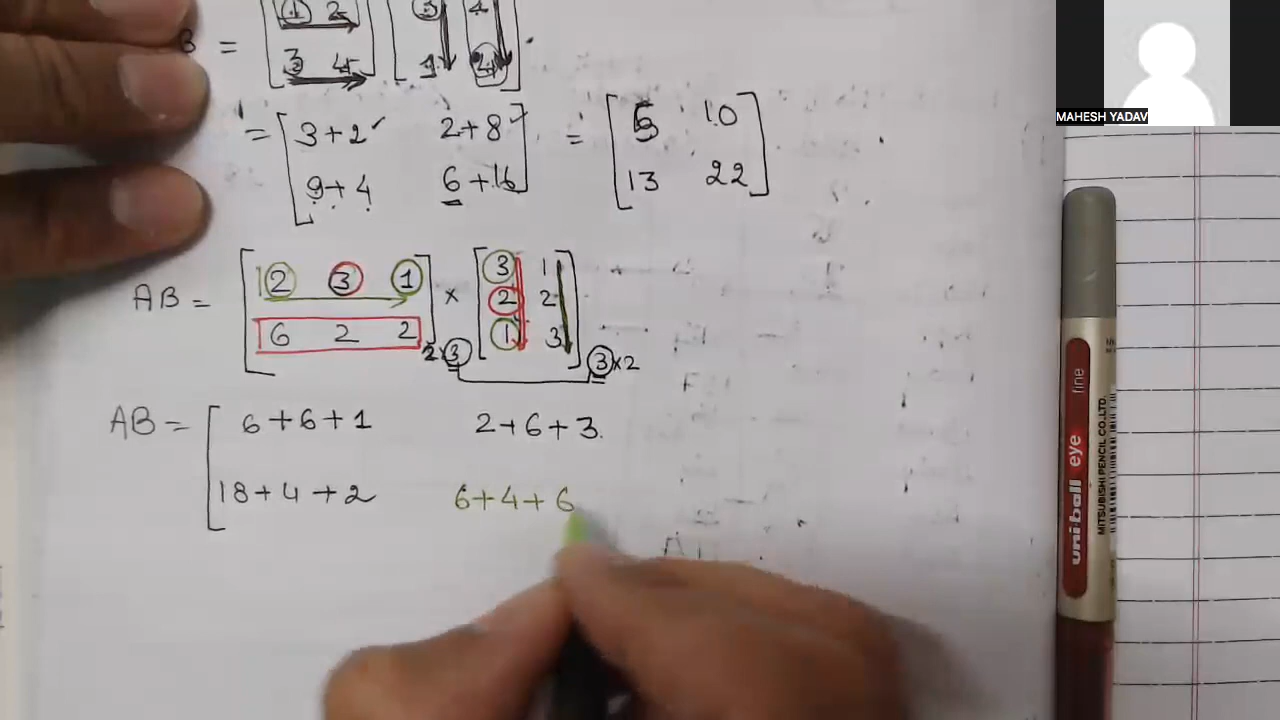 B = [1 2 3 4] [3 2 1 4]
= [3+2 2+8 9+4 6+16] = [5 10 13 22]
MAHESH YADAV
AB = [2 3 1 6 2 2] 2×3 × [3 1 2 2 1 3] 3×2
AB = [6+6+1 2+6+3
18+4+2 6+4+6
uni-ball eye fine
MITSUBISHI PENCIL CO.LTD.